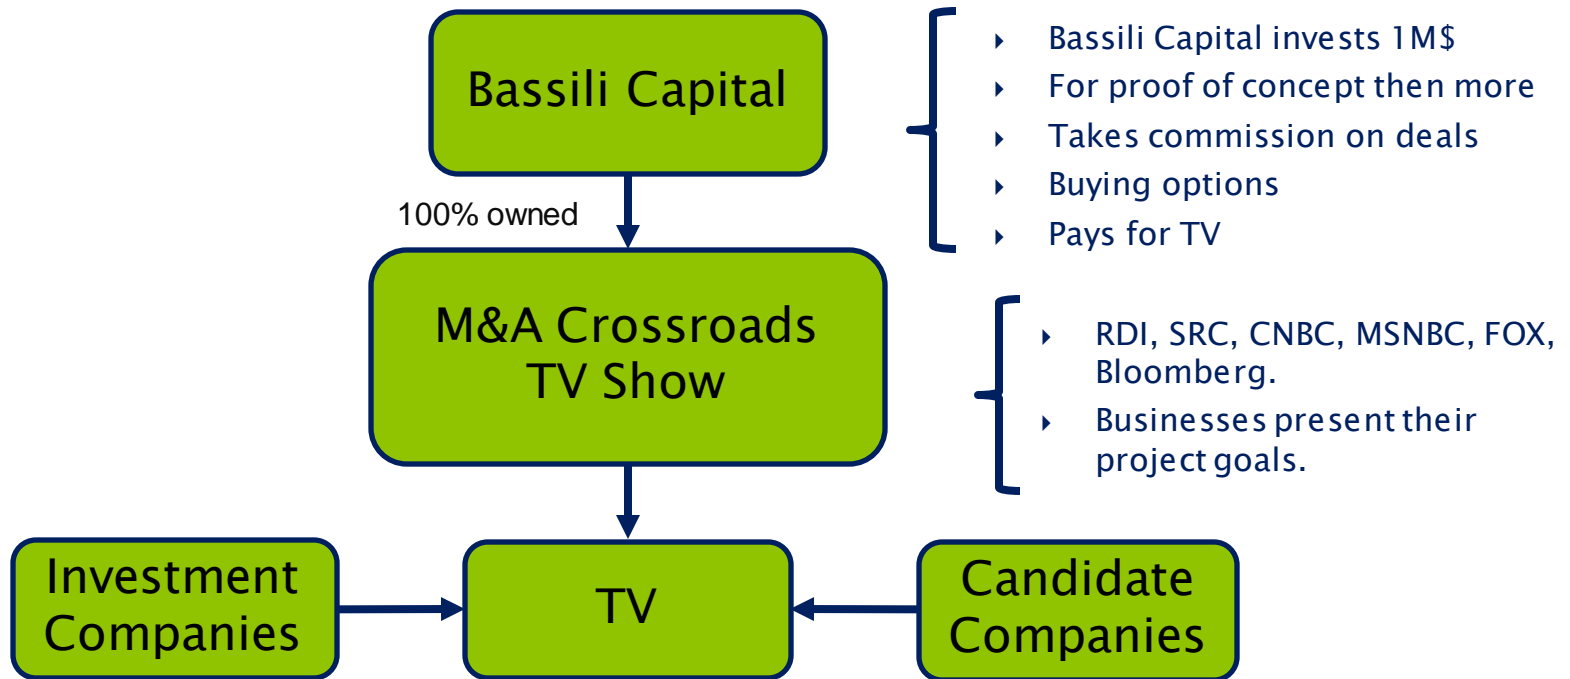 Bassili Capital
Bassili Capital invests 1M$
For proof of concept then more
Takes commission on deals
Buying options
Pays for TV
100% owned
M&A Crossroads
TV Show
RDI, SRC, CNBC, MSNBC, FOX,
Bloomberg.
Businesses present their
project goals.
Investment
Companies
TV
Candidate
Companies